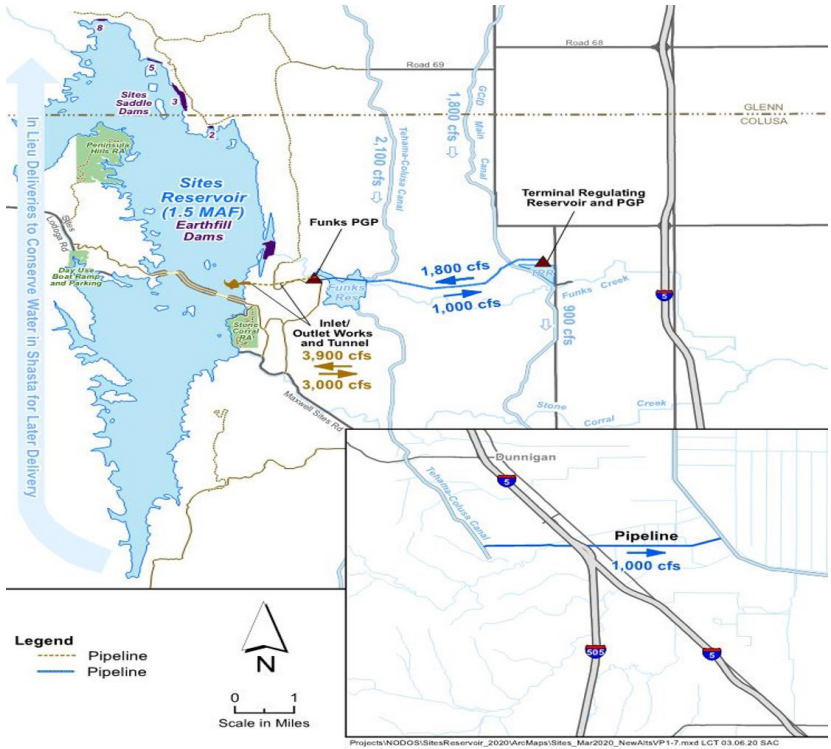 8
5
3
2
Sites
Saddle
Dams
Peninsula
Hills RA
Sites
Reservoir
(1.5 MAF)
Earthfill
Dams
Sites
Lodoga Rd
Day Use
Boat Ramp
and Parking
Stone
Corral
RA
In Lieu Deliveries to Conserve Water in Shasta for Later Delivery
Road 68
Road 69
GLENN
COLUSA
Tehama-Colusa Canal
2,100 cfs
GCID Main Canal
1,800 cfs
Funks PGP
Terminal Regulating
Reservoir and PGP
1,800 cfs
1,000 cfs
TRR
Funks
Res
Funks Creek
900 cfs
5
Inlet/
Outlet Works
and Tunnel
3,900 cfs
3,000 cfs
Maxwell Sites Rd
Stone
Corral Creek
Dunnigan
Tehama-Colusa Canal
5
Pipeline
1,000 cfs
505
5
Legend
Pipeline
Pipeline
N
0 1
Scale in Miles
Projects\NODOS\SitesReservoir_2020\ArcMaps\Sites_Mar2020_NewAltsVP1-7.mxd LCT 03.06.20 SAC